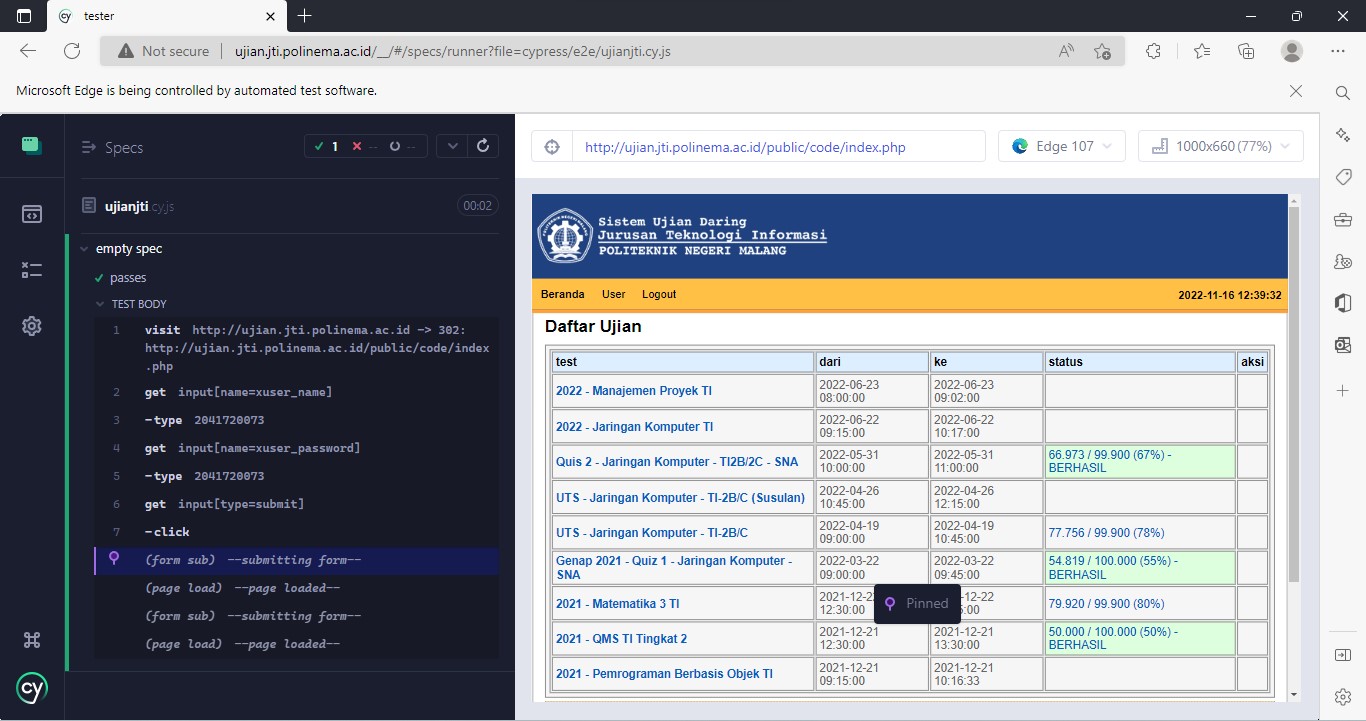 tester
Not secure
ujian.jti.polinema.ac.id/__/#/specs/runner?file=cypress/e2e/ujianjti.cy.js
Microsoft Edge is being controlled by automated test software.
Specs
1
--
--
ujianjti.cy.js
00:02
empty spec
passes
TEST BODY
1 visit http://ujian.jti.polinema.ac.id -> 302:
http://ujian.jti.polinema.ac.id/public/code/index
.php
2 get input[name=xuser_name]
3 -type 2041720073
4 get input[name=xuser_password]
5 -type 2041720073
6 get input[type=submit]
7 -click
(form sub) --submitting form--
(page load) --page loaded--
(form sub) --submitting form--
(page load) --page loaded--
cy
http://ujian.jti.polinema.ac.id/public/code/index.php
Edge 107
1000x660 (77%)
Sistem Ujian Daring
Jurusan Teknologi Informasi
POLITEKNIK NEGERI MALANG
Beranda User Logout 2022-11-16 12:39:32
Daftar Ujian
test dari ke status aksi
2022 - Manajemen Proyek TI 2022-06-23 08:00:00 2022-06-23 09:02:00
2022 - Jaringan Komputer TI 2022-06-22 09:15:00 2022-06-22 10:17:00
Quis 2 - Jaringan Komputer - TI2B/2C - SNA 2022-05-31 10:00:00 2022-05-31 11:00:00 66.973 / 99.900 (67%) - BERHASIL
UTS - Jaringan Komputer - TI-2B/C (Susulan) 2022-04-26 10:45:00 2022-04-26 12:15:00
UTS - Jaringan Komputer - TI-2B/C 2022-04-19 09:00:00 2022-04-19 10:45:00 77.756 / 99.900 (78%)
Genap 2021 - Quiz 1 - Jaringan Komputer - SNA 2022-03-22 09:00:00 2022-03-22 09:45:00 54.819 / 100.000 (55%) - BERHASIL
2021 - Matematika 3 TI 12:30:00 79.920 / 99.900 (80%)
Pinned
2021 - QMS TI Tingkat 2 2021-12-21 12:30:00 2021-12-21 13:30:00 50.000 / 100.000 (50%) - BERHASIL
2021 - Pemrograman Berbasis Objek TI 2021-12-21 09:15:00 2021-12-21 10:16:33